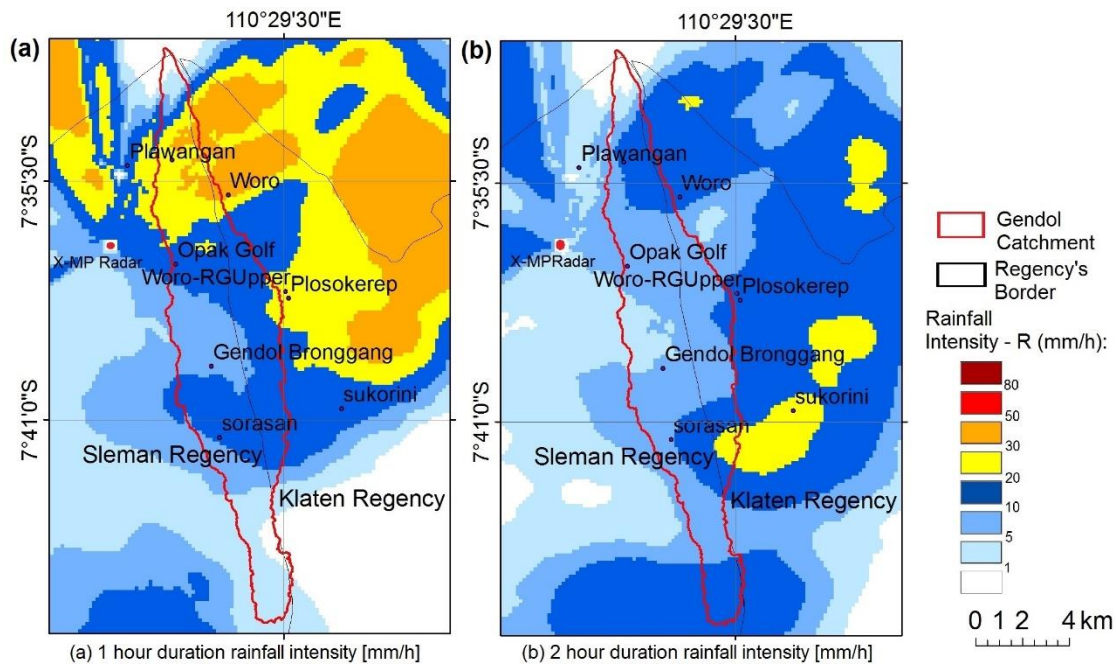 110°29'30"E
110°29'30"E
(a)
(b)
7°35'30"S
7°35'30"S
Plawangan
Woro
X-MP Radar
Opak Golf
Woro-RGUpper
Plosokerep
Gendol Bronggang
sukorini
7°41'0"S
sorasan
Sleman Regency
Klaten Regency
Plawangan
Woro
X-MPRadar
Opak Golf
Woro-RGUpper
Plosokerep
Gendol Bronggang
sukorini
7°41'0"S
sorasan
Sleman Regency
Klaten Regency
Gendol
Catchment
Regency's
Border
Rainfall
Intensity - R (mm/h):
80
50
30
20
10
5
1
0 1 2 4 km
(a) 1 hour duration rainfall intensity [mm/h]
(b) 2 hour duration rainfall intensity [mm/h]